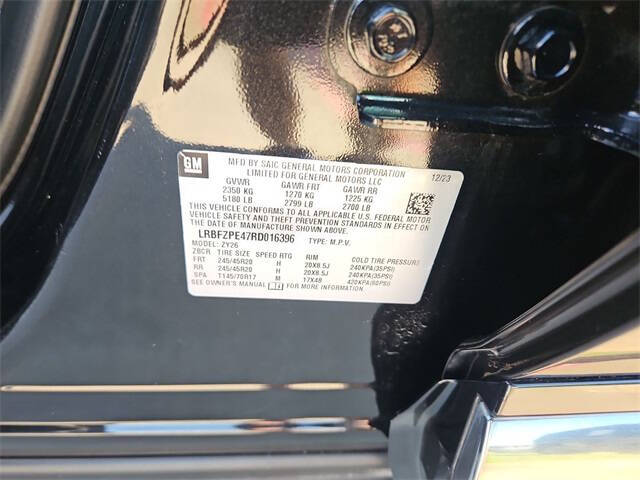 GM
MFD BY SAIC GENERAL MOTORS CORPORATION 12/23
LIMITED FOR GENERAL MOTORS LLC
GVWR GAWR FRT GAWR RR
2350 KG 1270 KG 1225 KG
5180 LB 2799 LB 2700 LB
THIS VEHICLE CONFORMS TO ALL APPLICABLE U.S. FEDERAL MOTOR
VEHICLE SAFETY AND THEFT PREVENTION STANDARDS IN EFFECT
ON THE DATE OF MANUFACTURE SHOWN ABOVE.
LRBFZPE47RD016396 TYPE: M.P.V.
MODEL: ZY26
ZBCR TIRE SIZE SPEED RTG RIM COLD TIRE PRESSURE
FRT 245/45R20 H 20X8.5J 240KPA(35PSI)
RR 245/45R20 H 20X8.5J 240KPA(35PSI)
SPA T145/70R17 M 17X4B 420KPA(60PSI)
SEE OWNER'S MANUAL FOR MORE INFORMATION